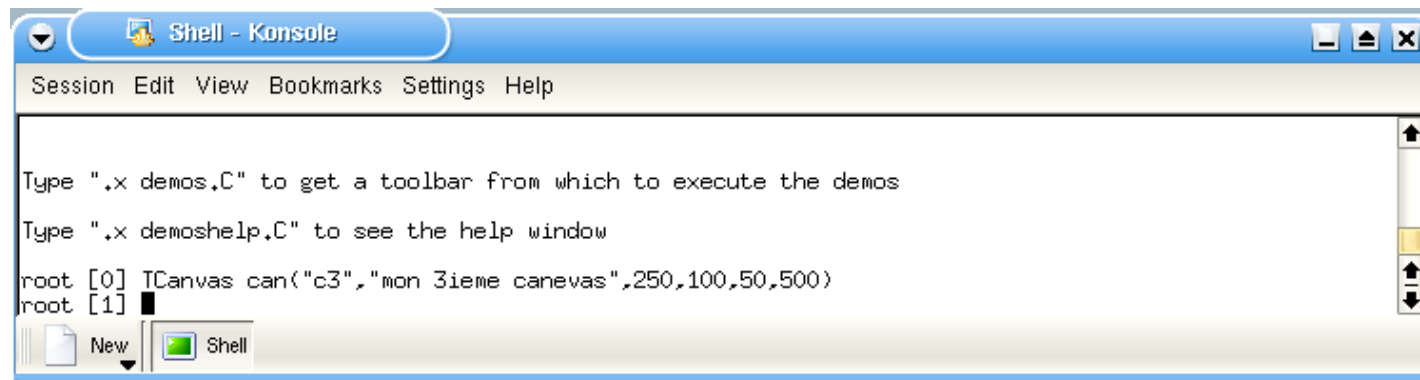 Shell - Konsole
Session Edit View Bookmarks Settings Help
Type ".x demos.C" to get a toolbar from which to execute the demos
Type ".x demoshelp.C" to see the help window
root [0] TCanvas can("c3","mon 3ieme canevas",250,100,50,500)
root [1]
New Shell